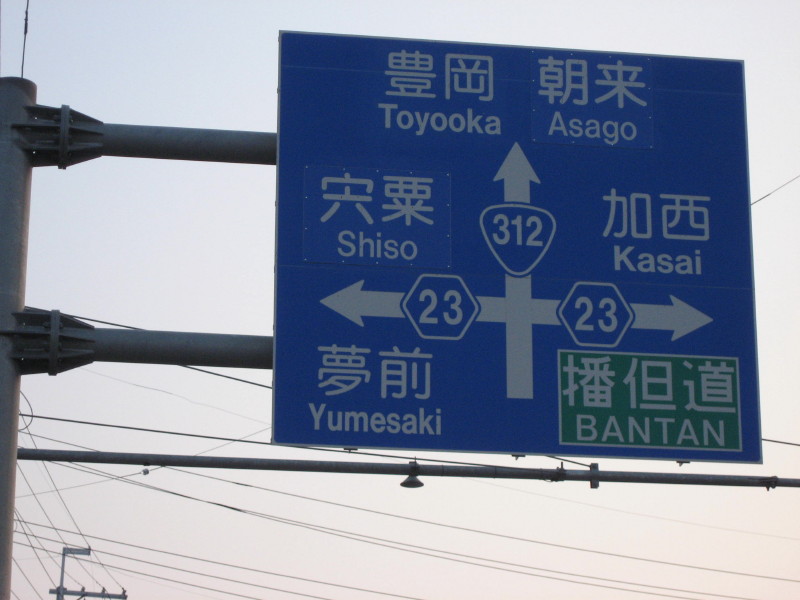 豊岡 朝来
Toyooka Asago
宍粟
Shiso
312
加西
Kasai
23
23
夢前
Yumesaki
播但道
BANTAN